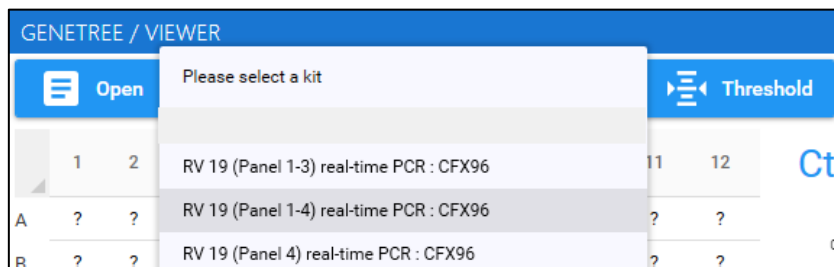 GENETREE / VIEWER
Open
Please select a kit
Threshold
1 2 11 12
Ct
RV 19 (Panel 1-3) real-time PCR : CFX96
A ? ? RV 19 (Panel 1-4) real-time PCR : CFX96 ? ?
B ? ? RV 19 (Panel 4) real-time PCR : CFX96 ? ?